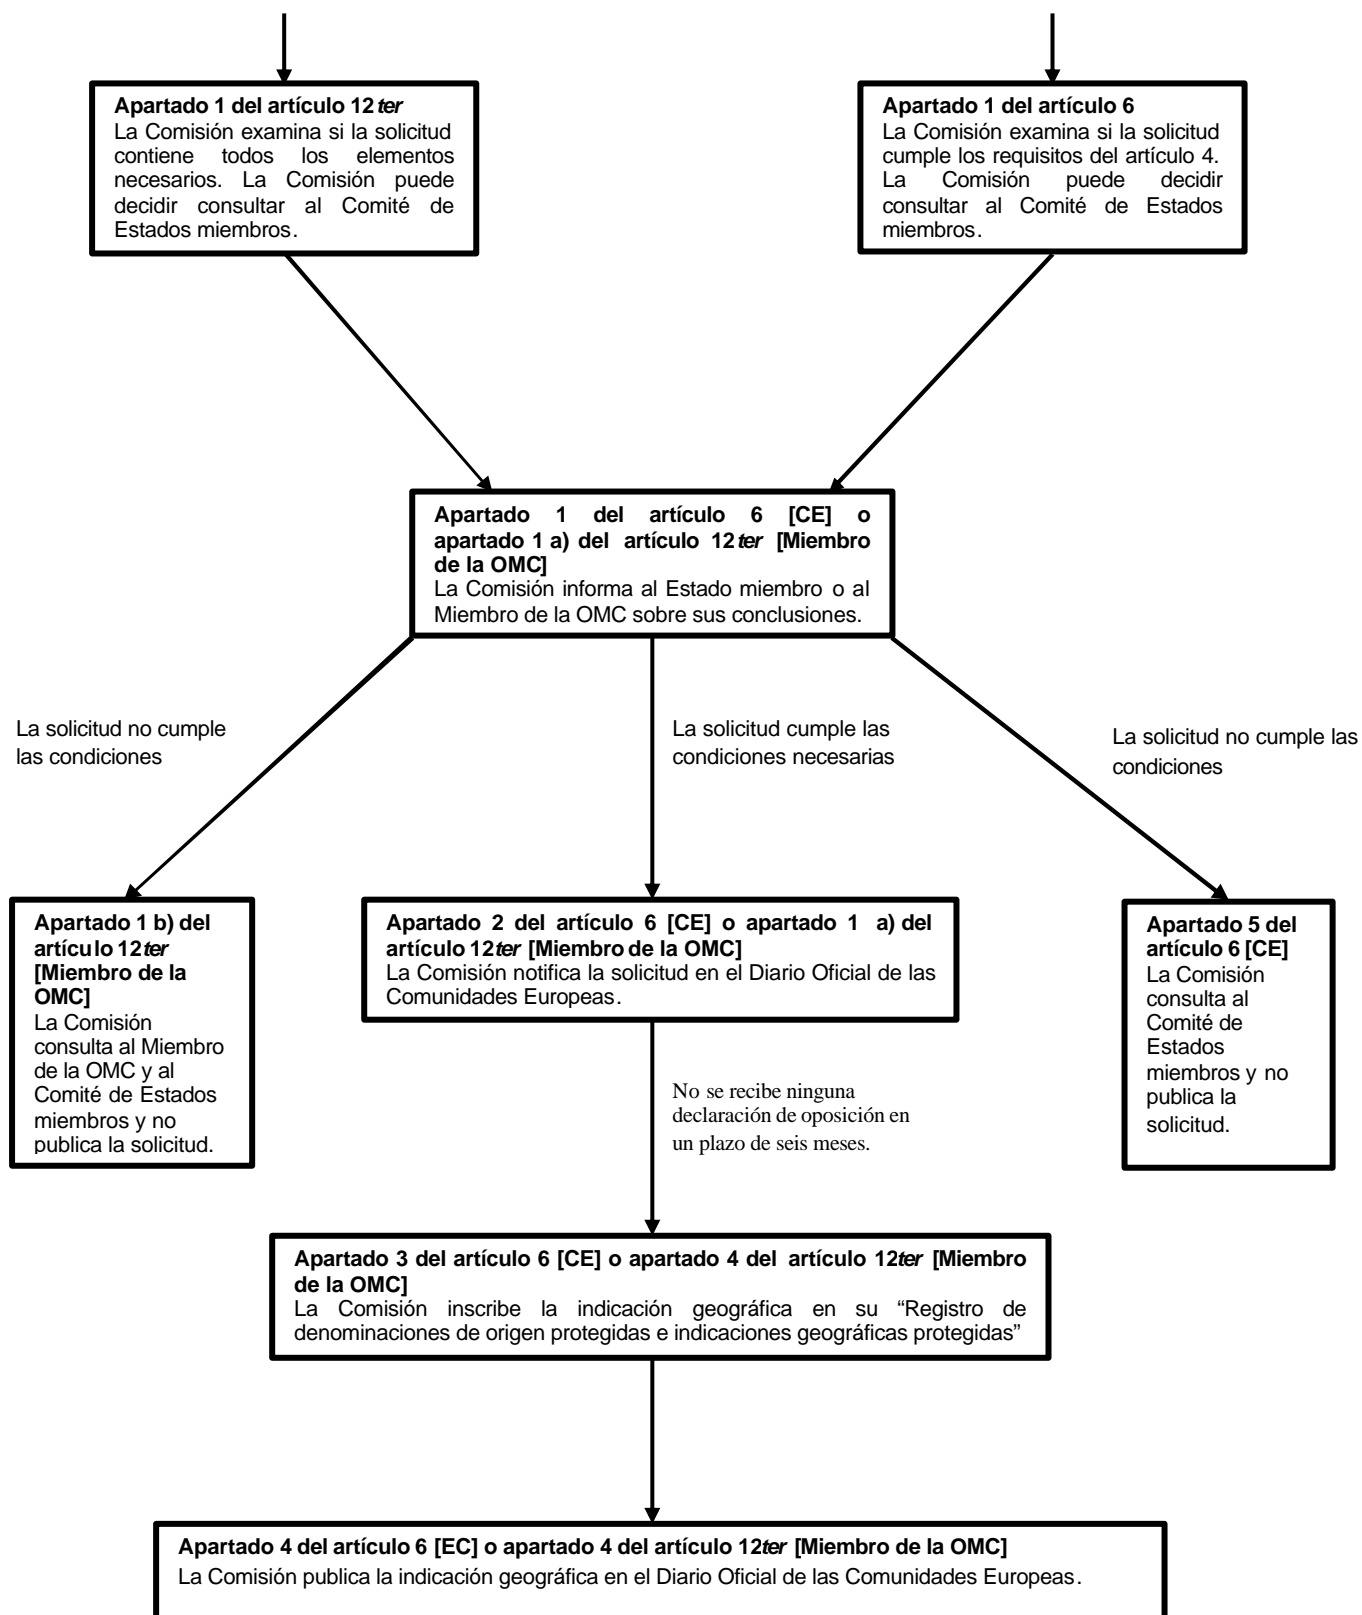 Apartado 1 del artículo 12ter
La Comisión examina si la solicitud
contiene todos los elementos
necesarios. La Comisión puede
decidir consultar al Comité de
Estados miembros.
Apartado 1 del artículo 6
La Comisión examina si la solicitud
cumple los requisitos del artículo 4.
La Comisión puede decidir
consultar al Comité de Estados
miembros.
Apartado 1 del artículo 6 [CE] o
apartado 1 a) del artículo 12ter [Miembro
de la OMC]
La Comisión informa al Estado miembro o al
Miembro de la OMC sobre sus conclusiones.
La solicitud no cumple
las condiciones
La solicitud cumple las
condiciones necesarias
La solicitud no cumple las
condiciones
Apartado 1 b) del
artículo 12ter
[Miembro de la
OMC]
La Comisión
consulta al Miembro
de la OMC y al
Comité de Estados
miembros y no
publica la solicitud.
Apartado 2 del artículo 6 [CE] o apartado 1 a) del
artículo 12ter [Miembro de la OMC]
La Comisión notifica la solicitud en el Diario Oficial de las
Comunidades Europeas.
Apartado 5 del
artículo 6 [CE]
La Comisión
consulta al
Comité de
Estados
miembros y no
publica la
solicitud.
No se recibe ninguna
declaración de oposición en
un plazo de seis meses.
Apartado 3 del artículo 6 [CE] o apartado 4 del artículo 12ter [Miembro
de la OMC]
La Comisión inscribe la indicación geográfica en su “Registro de
denominaciones de origen protegidas e indicaciones geográficas protegidas”
Apartado 4 del artículo 6 [EC] o apartado 4 del artículo 12ter [Miembro de la OMC]
La Comisión publica la indicación geográfica en el Diario Oficial de las Comunidades Europeas.